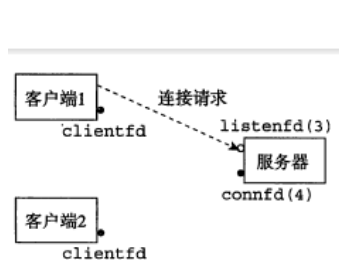 客户端1
连接请求
clientfd
listenfd(3)
服务器
connfd(4)
客户端2
clientfd